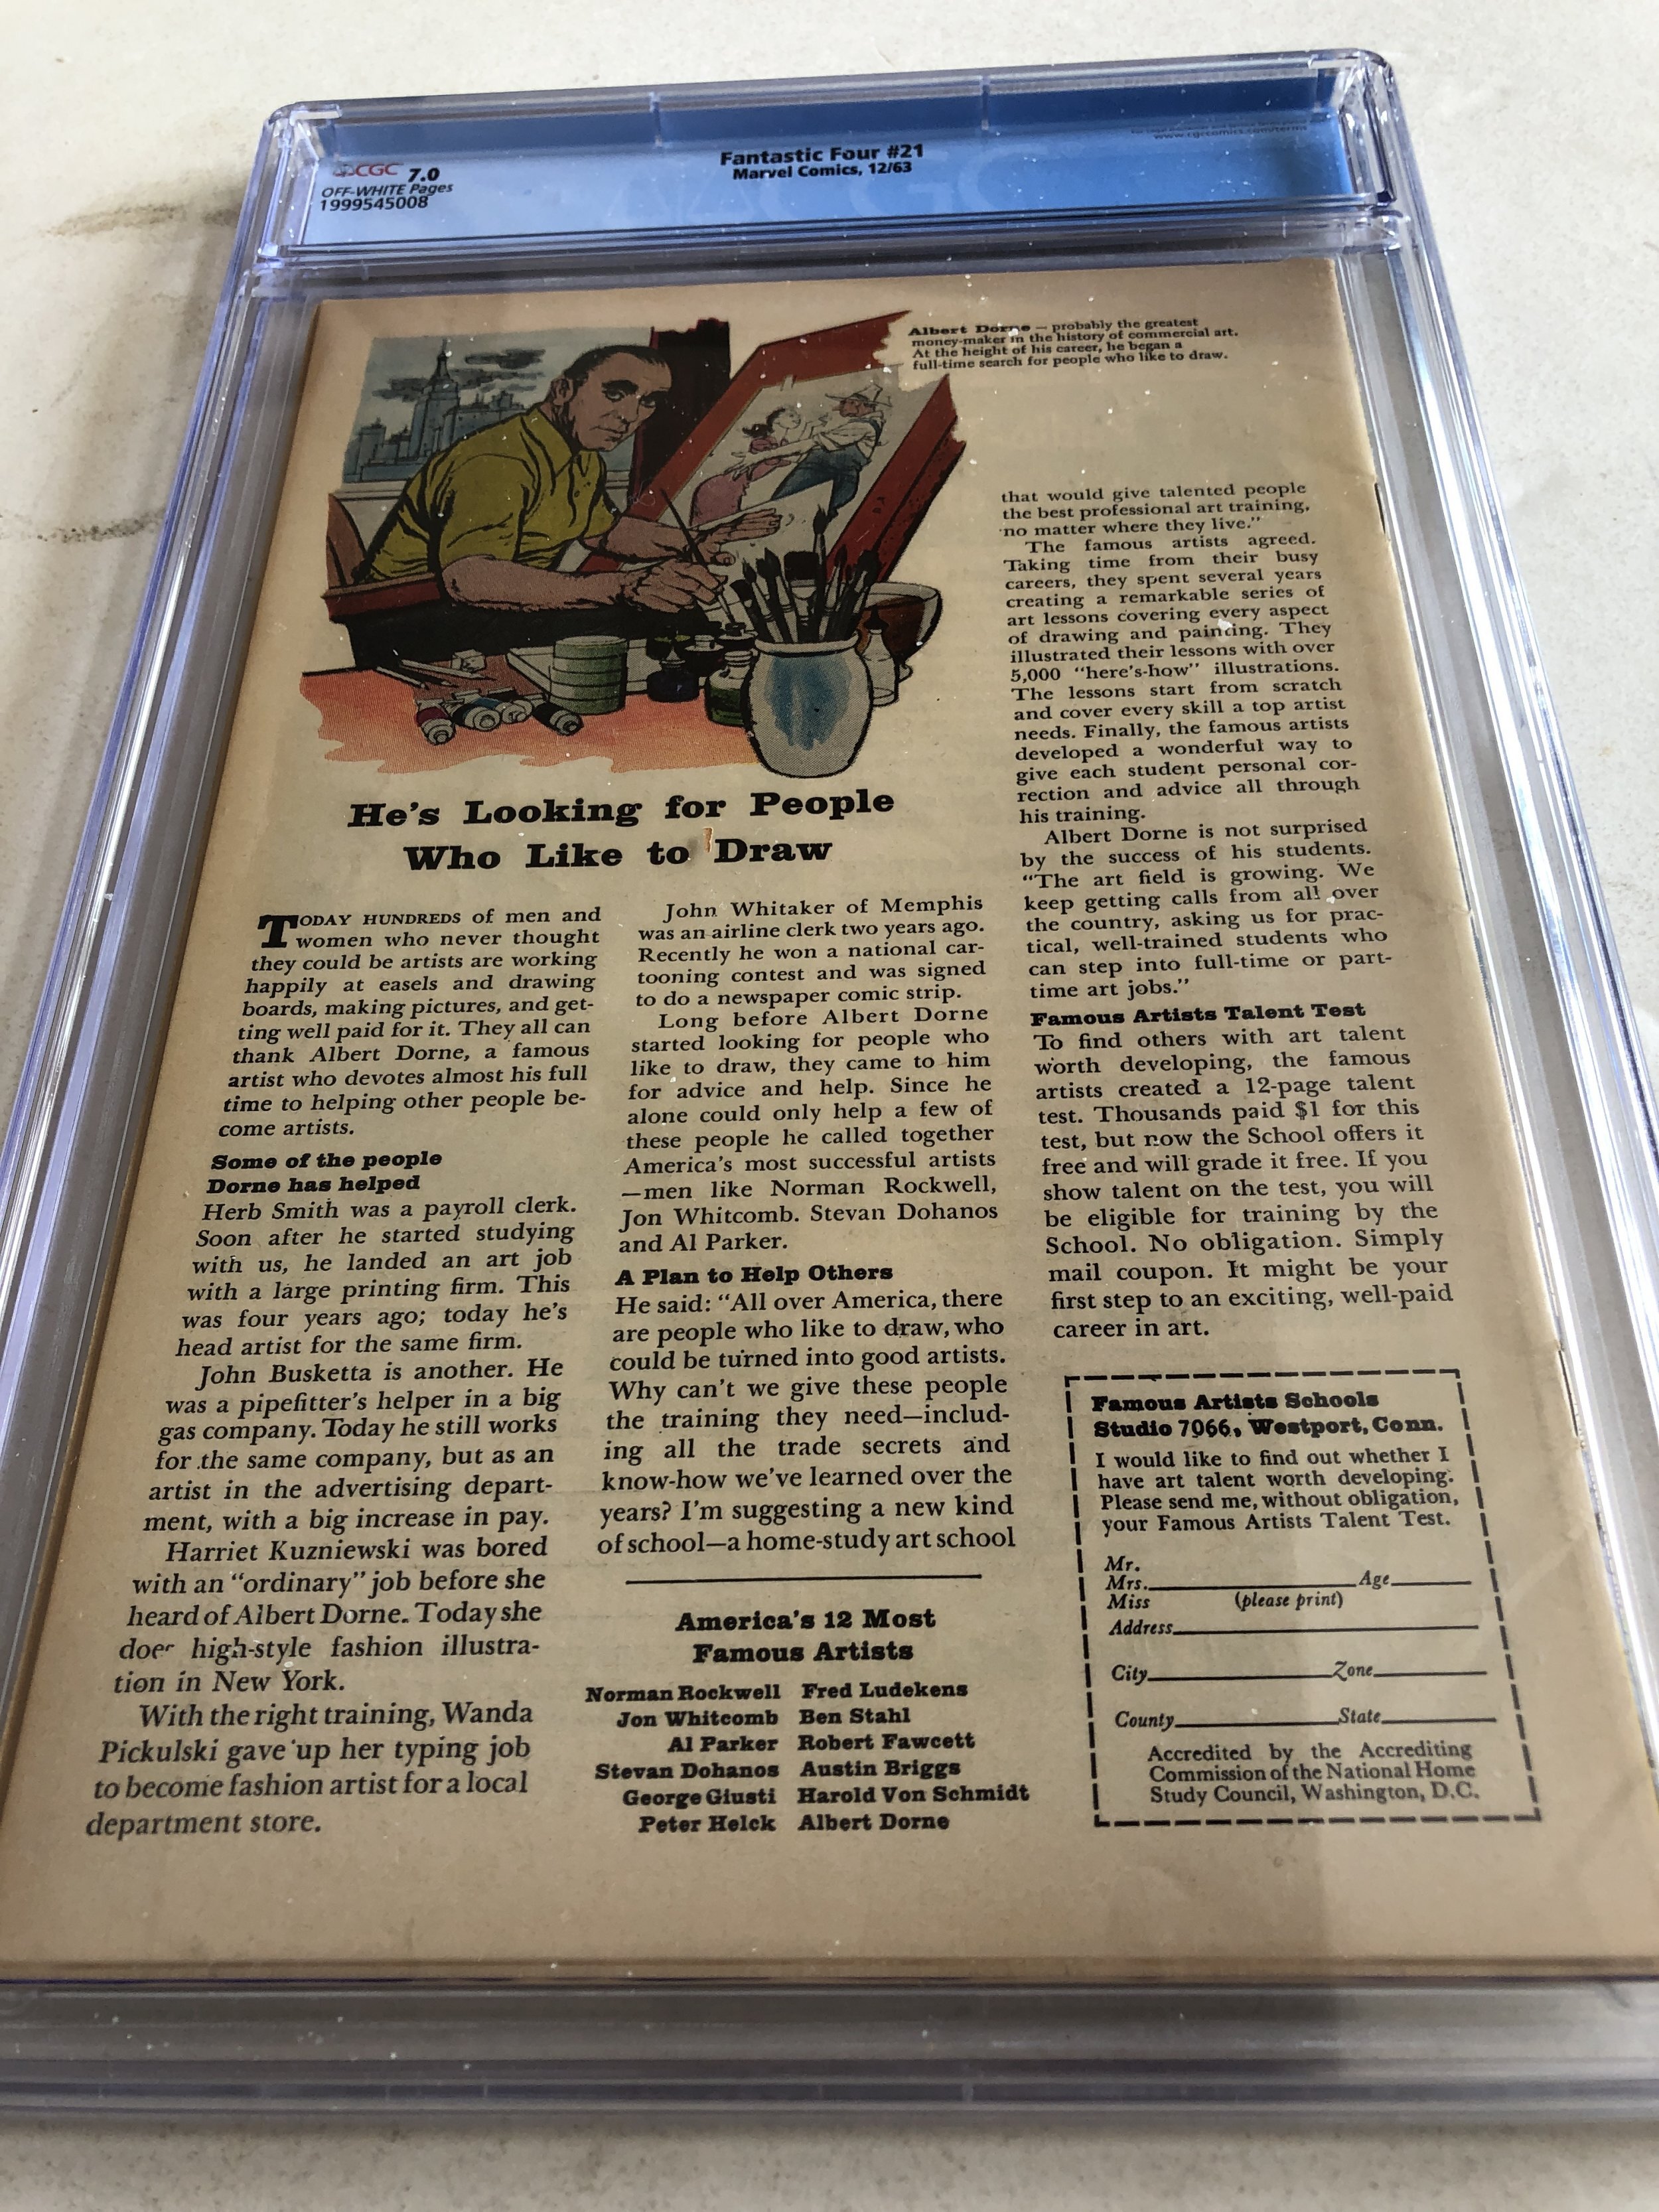 CGC 7.0
OFF-WHITE Pages
1999545008
Fantastic Four #21
Marvel Comics, 12/63
www.cgccomics.com/terms
Albert Dorne — probably the greatest
money-maker in the history of commercial art.
At the height of his career, he began a
full-time search for people who like to draw.
He's Looking for People
Who Like to Draw
TODAY HUNDREDS of men and
women who never thought
they could be artists are working
happily at easels and drawing
boards, making pictures, and get-
ting well paid for it. They all can
thank Albert Dorne, a famous
artist who devotes almost his full
time to helping other people be-
come artists.
Some of the people
Dorne has helped
Herb Smith was a payroll clerk.
Soon after he started studying
with us, he landed an art job
with a large printing firm. This
was four years ago; today he's
head artist for the same firm.
John Busketta is another. He
was a pipefitter's helper in a big
gas company. Today he still works
for the same company, but as an
artist in the advertising depart-
ment, with a big increase in pay.
Harriet Kuzniewski was bored
with an "ordinary" job before she
heard of Albert Dorne. Today she
does high-style fashion illustra-
tion in New York.
With the right training, Wanda
Pickulski gave up her typing job
to become fashion artist for a local
department store.
John Whitaker of Memphis
was an airline clerk two years ago.
Recently he won a national car-
tooning contest and was signed
to do a newspaper comic strip.
Long before Albert Dorne
started looking for people who
like to draw, they came to him
for advice and help. Since he
alone could only help a few of
these people he called together
America's most successful artists
—men like Norman Rockwell,
Jon Whitcomb. Stevan Dohanos
and Al Parker.
A Plan to Help Others
He said: "All over America, there
are people who like to draw, who
could be turned into good artists.
Why can't we give these people
the training they need—includ-
ing all the trade secrets and
know-how we've learned over the
years? I'm suggesting a new kind
of school—a home-study art school
America's 12 Most
Famous Artists
Norman Rockwell Fred Ludekens
Jon Whitcomb Ben Stahl
Al Parker Robert Fawcett
Stevan Dohanos Austin Briggs
George Giusti Harold Von Schmidt
Peter Helck Albert Dorne
that would give talented people
the best professional art training,
no matter where they live."
The famous artists agreed.
Taking time from their busy
careers, they spent several years
creating a remarkable series of
art lessons covering every aspect
of drawing and painting. They
illustrated their lessons with over
5,000 "here's-how" illustrations.
The lessons start from scratch
and cover every skill a top artist
needs. Finally, the famous artists
developed a wonderful way to
give each student personal cor-
rection and advice all through
his training.
Albert Dorne is not surprised
by the success of his students.
"The art field is growing. We
keep getting calls from all over
the country, asking us for prac-
tical, well-trained students who
can step into full-time or part-
time art jobs."
Famous Artists Talent Test
To find others with art talent
worth developing, the famous
artists created a 12-page talent
test. Thousands paid $1 for this
test, but now the School offers it
free and will grade it free. If you
show talent on the test, you will
be eligible for training by the
School. No obligation. Simply
mail coupon. It might be your
first step to an exciting, well-paid
career in art.
Famous Artists Schools
Studio 7066, Westport, Conn.
I would like to find out whether I
have art talent worth developing.
Please send me, without obligation,
your Famous Artists Talent Test.
Mr.
Mrs. Age
Miss (please print)
Address
City Zone
County State
Accredited by the Accrediting
Commission of the National Home
Study Council, Washington, D.C.